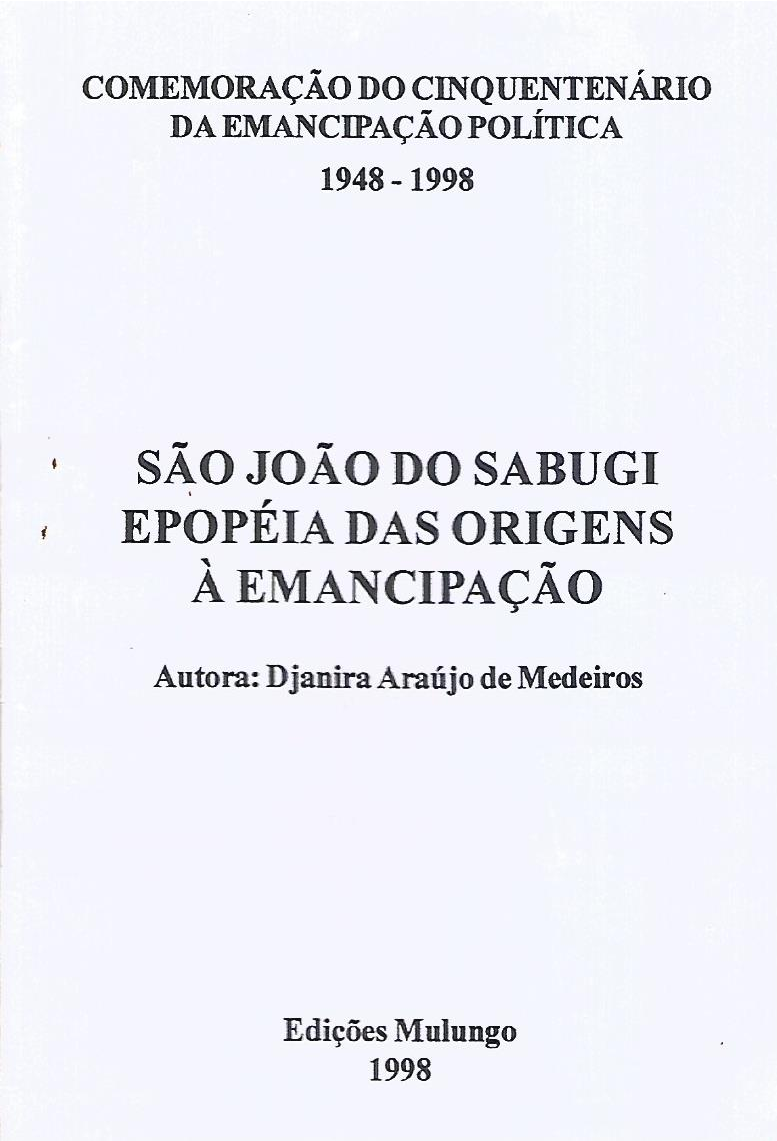 COMEMORAÇÃO DO CINQUENTENÁRIO
DA EMANCIPAÇÃO POLÍTICA
1948 - 1998
SÃO JOÃO DO SABUGI
EPOPÉIA DAS ORIGENS
À EMANCIPAÇÃO
Autora: Djanira Araújo de Medeiros
Edições Mulungo
1998